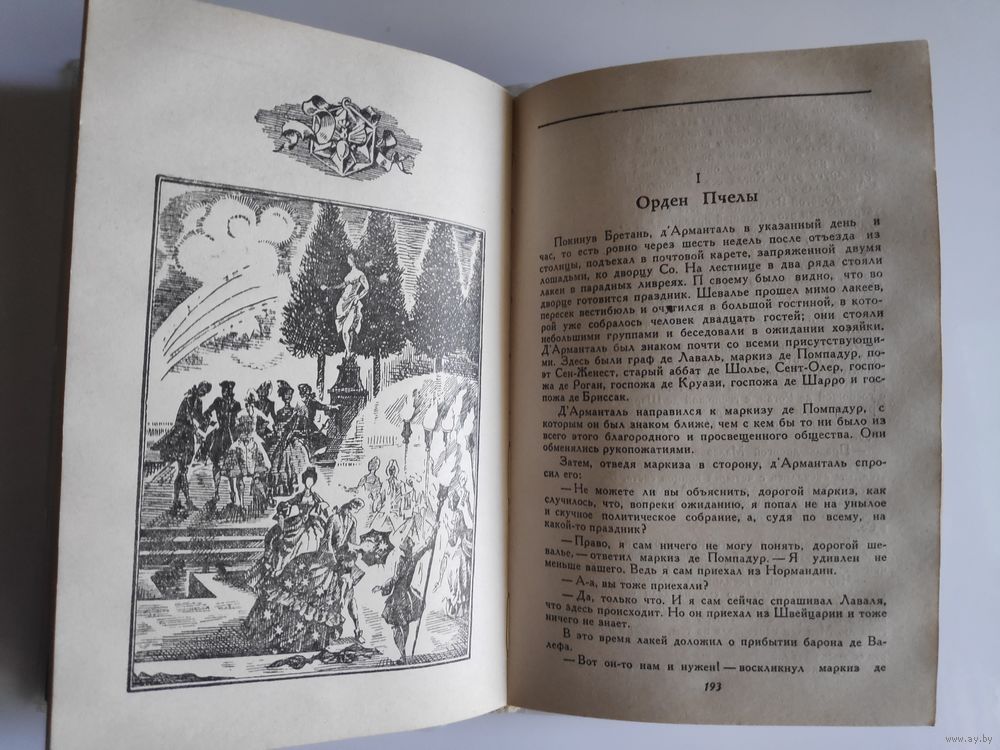 I
Орден Пчелы
Покинув Бретань, д'Арманталь в указанный день и
час, то есть ровно через шесть недель после отъезда из
столицы, подъехал в почтовой карете, запряженной двумя
лошадьми, ко дворцу Со. На лестнице в два ряда стояли
лакеи в парадных ливреях. П своему было видно, что во
дворце готовится праздник. Шевалье прошел мимо лакеев,
пересек вестибюль и очутился в большой гостиной, в кото-
рой уже собралось человек двадцать гостей; они стояли
небольшими группами и беседовали в ожидании хозяйки.
Д'Арманталь был знаком почти со всеми присутствующи-
ми. Здесь были граф де Лаваль, маркиз де Помпадур, по-
эт Сен-Женест, старый аббат де Шолье, Сент-Олер, госпо-
жа де Роган, госпожа де Круази, госпожа де Шарро и гос-
пожа де Бриссак.
Д'Арманталь направился к маркизу де Помпадур, с
которым он был знаком ближе, чем с кем бы то ни было из
всего этого благородного и просвещенного общества. Они
обменялись рукопожатиями.
Затем, отведя маркиза в сторону, д'Арманталь спро-
сил его:
— Не можете ли вы объяснить, дорогой маркиз, как
случилось, что, вопреки ожиданию, я попал не на унылое
и скучное политическое собрание, а, судя по всему, на
какой-то праздник?
— Право, я сам ничего не могу понять, дорогой ше-
валье, — ответил маркиз де Помпадур. — Я удивлен не
меньше вашего. Ведь я сам приехал из Нормандии.
— А-а, вы тоже приехали?
— Да, только что. И я сам сейчас спрашивал Лаваля,
что здесь происходит. Но он приехал из Швейцарии и тоже
ничего не знает.
В это время лакей доложил о прибытии барона де Ва-
лефа.
— Вот он-то нам и нужен! — воскликнул маркиз де
193
www.ay.by